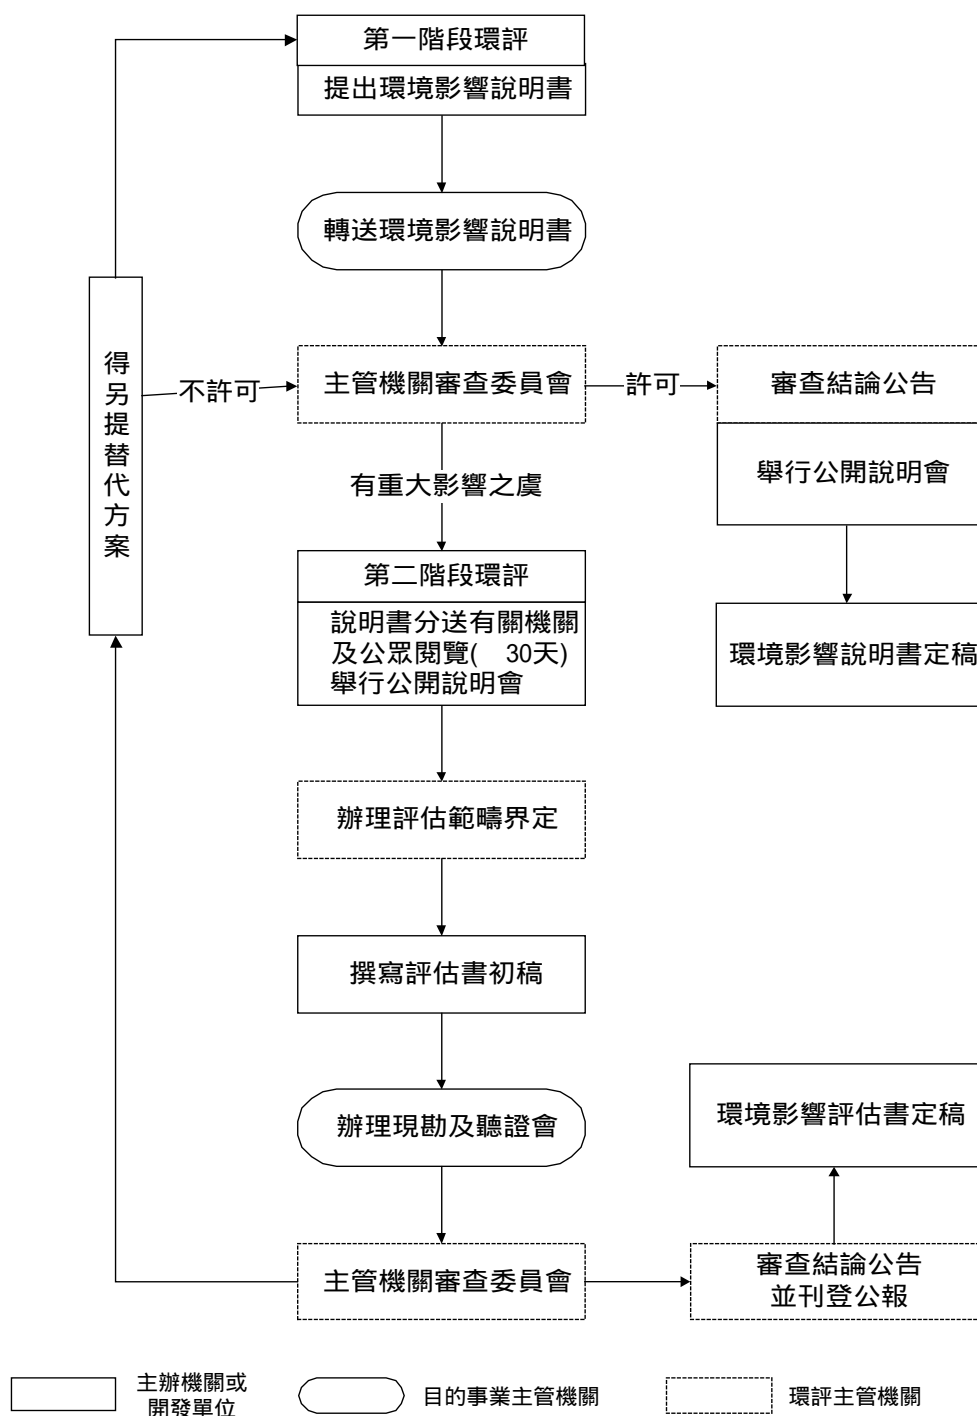 第一階段環評
提出環境影響說明書
轉送環境影響說明書
得另提替代方案
不許可
主管機關審查委員會
許可
審查結論公告
舉行公開說明會
環境影響說明書定稿
有重大影響之虞
第二階段環評
說明書分送有關機關
及公眾閱覽(　30天)
舉行公開說明會
辦理評估範疇界定
撰寫評估書初稿
辦理現勘及聽證會
主管機關審查委員會
環境影響評估書定稿
審查結論公告
並刊登公報
主辦機關或
開發單位
目的事業主管機關
環評主管機關